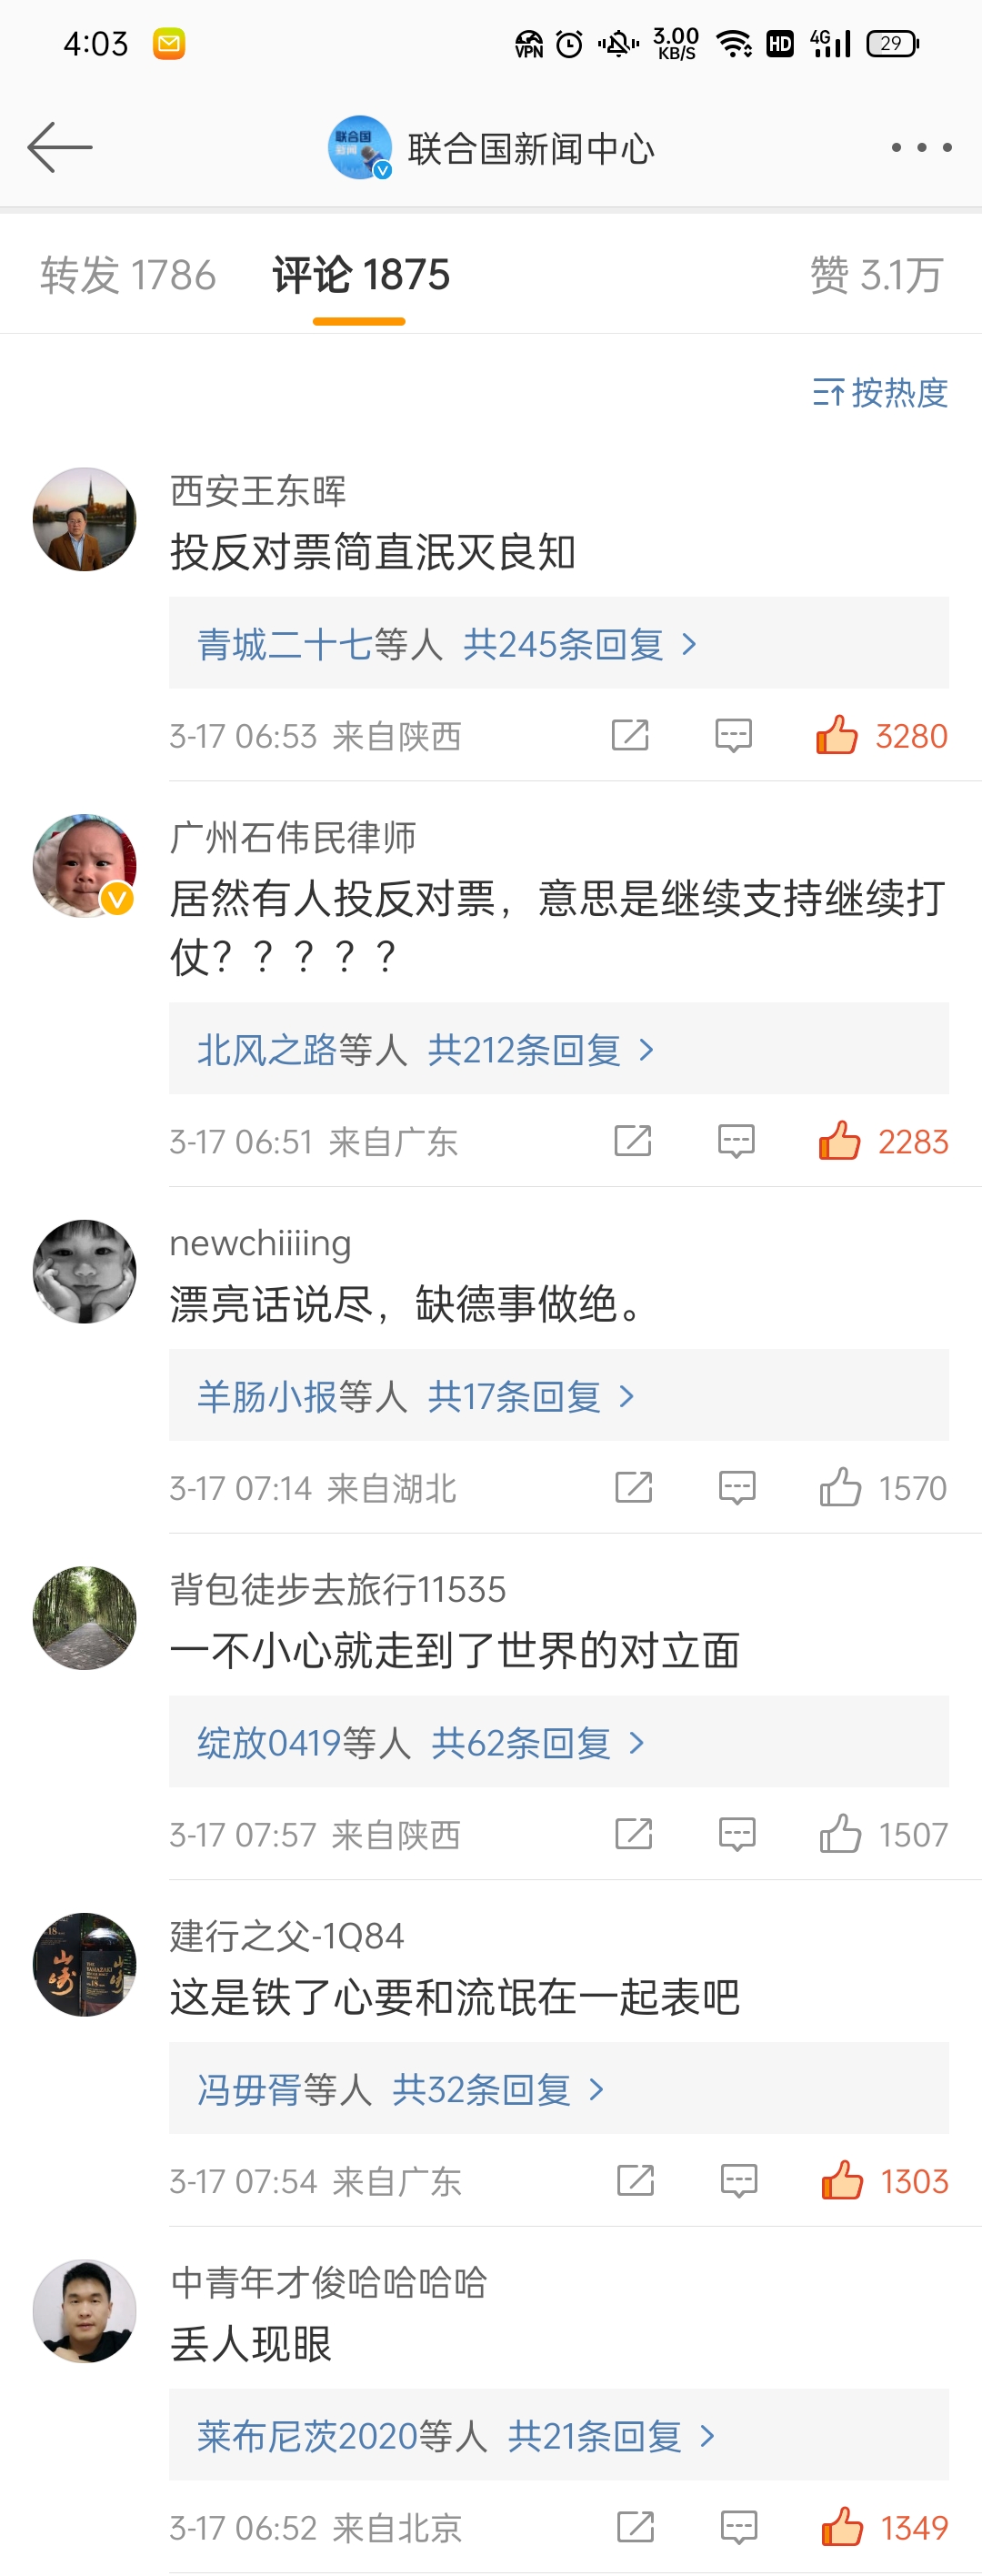 4:03 VPN 3.00 KB/S HD 4G 29
联合国新闻中心
转发 1786 评论 1875 赞 3.1万
按热度
西安王东晖
投反对票简直泯灭良知
青城二十七等人 共245条回复
3-17 06:53 来自陕西 3280
广州石伟民律师
居然有人投反对票，意思是继续支持继续打
仗？？？？？
北风之路等人 共212条回复
3-17 06:51 来自广东 2283
newchiiiing
漂亮话说尽，缺德事做绝。
羊肠小报等人 共17条回复
3-17 07:14 来自湖北 1570
背包徒步去旅行11535
一不小心就走到了世界的对立面
绽放0419等人 共62条回复
3-17 07:57 来自陕西 1507
建行之父-1Q84
这是铁了心要和流氓在一起表吧
冯毋胥等人 共32条回复
3-17 07:54 来自广东 1303
中青年才俊哈哈哈哈
丢人现眼
莱布尼茨2020等人 共21条回复
3-17 06:52 来自北京 1349